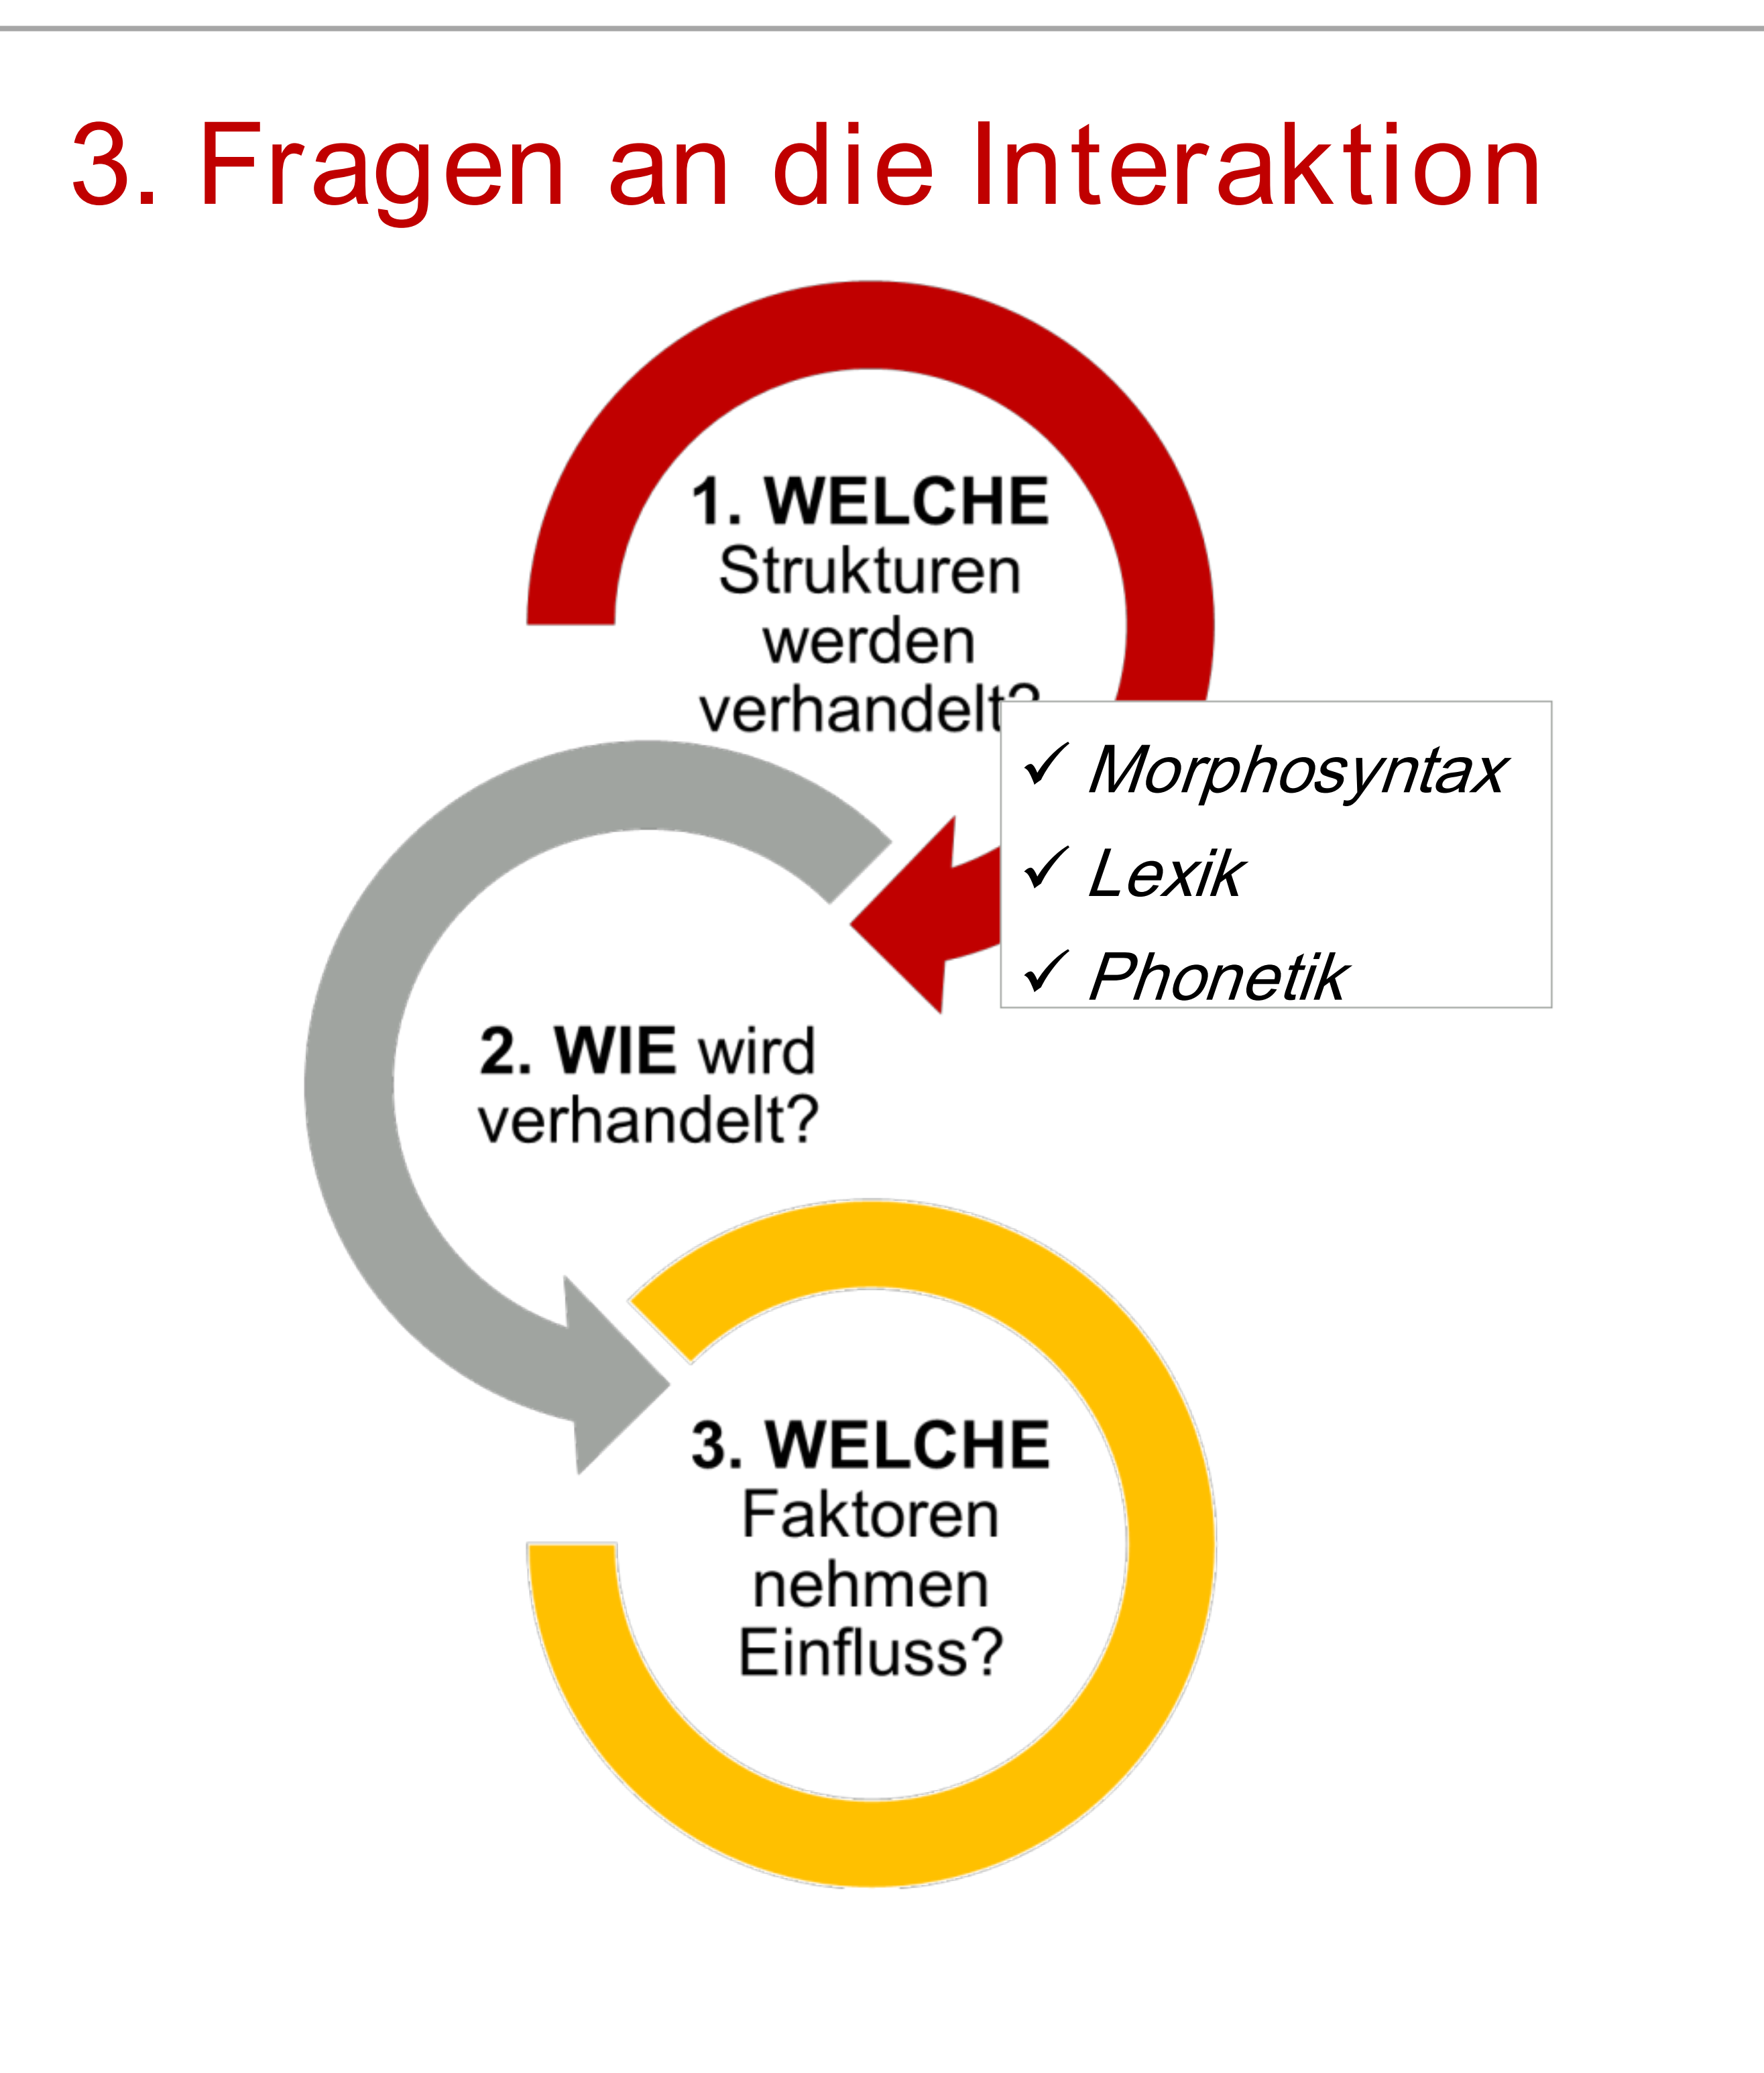 3. Fragen an die Interaktion
1. WELCHE
Strukturen
werden
verhandelt?
✓ Morphosyntax
✓ Lexik
✓ Phonetik
2. WIE wird
verhandelt?
3. WELCHE
Faktoren
nehmen
Einfluss?